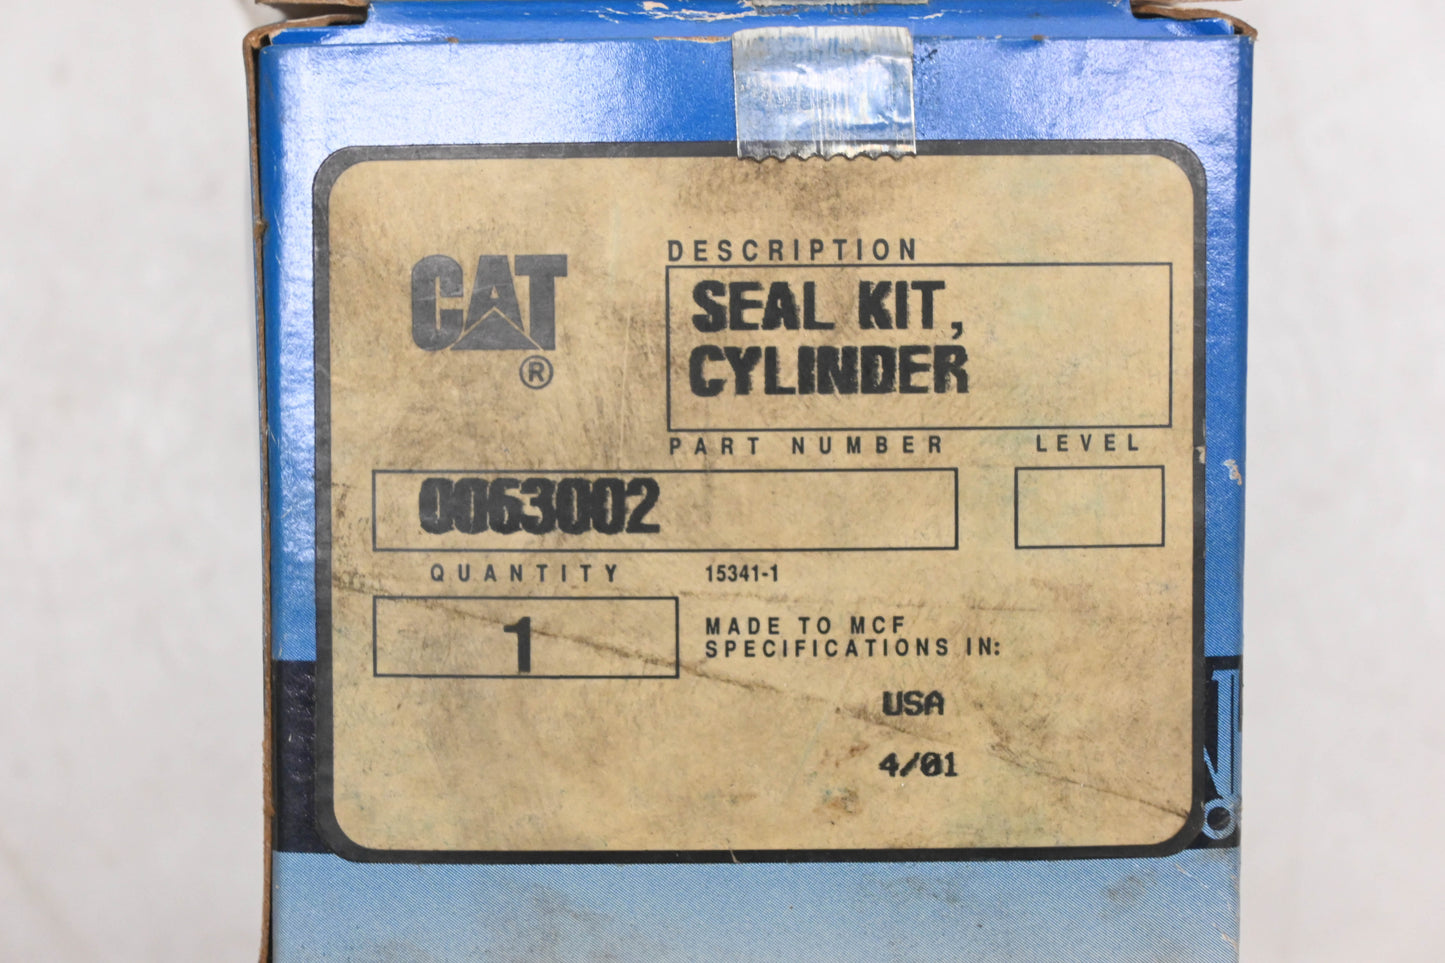 CAT
®
DESCRIPTION
SEAL KIT,
CYLINDER
PART NUMBER LEVEL
0063002
QUANTITY 15341-1
1
MADE TO MCF
SPECIFICATIONS IN:
USA
4/01